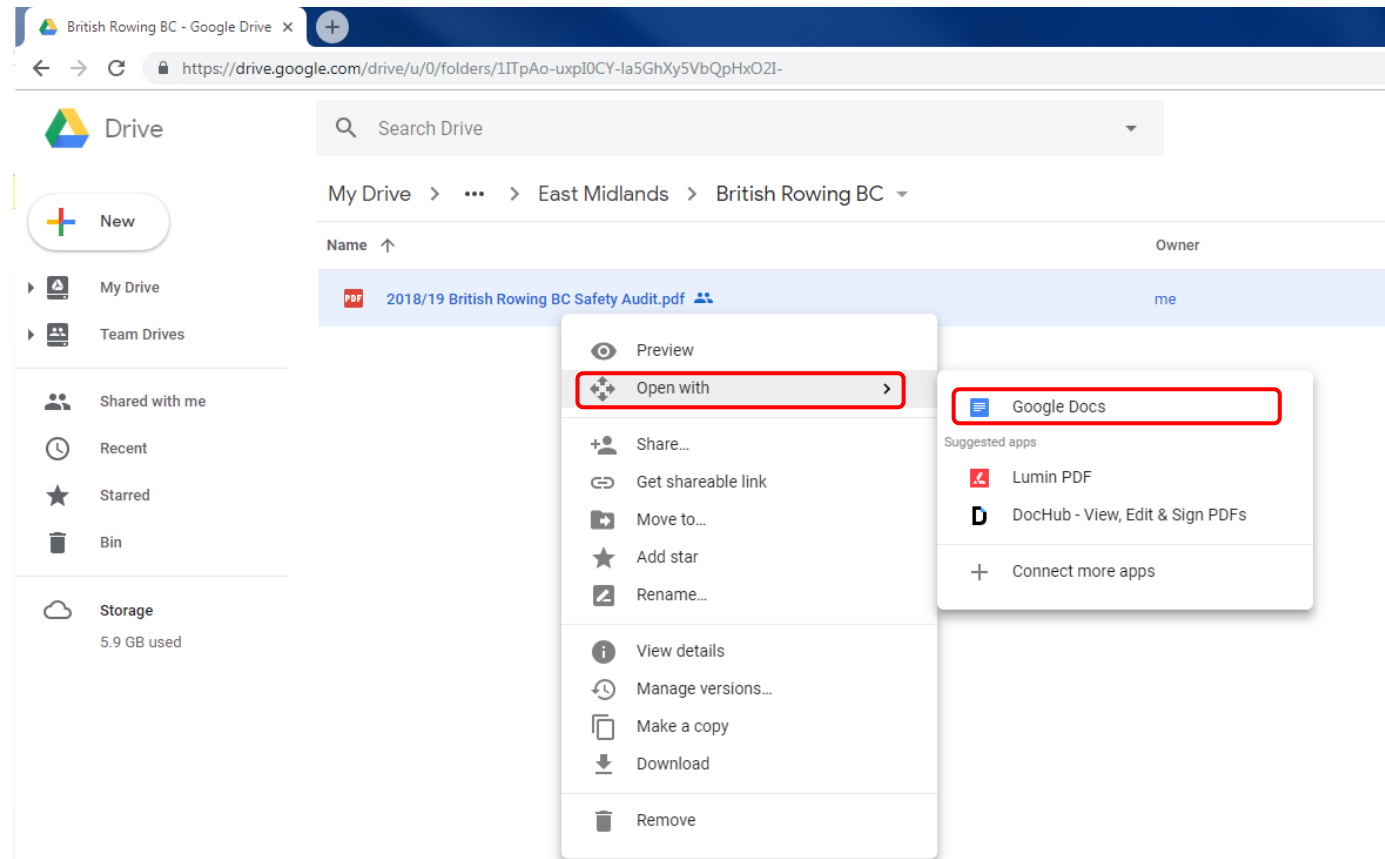 British Rowing BC - Google Drive
https://drive.google.com/drive/u/0/folders/1ITpAo-uxpI0CY-la5GhXy5VbQpHxO2I-
Drive
Search Drive
My Drive > ••• > East Midlands > British Rowing BC
New
Name Owner
My Drive
PDF 2018/19 British Rowing BC Safety Audit.pdf me
Team Drives
Preview
Open with
Google Docs
Shared with me
Share...
Suggested apps
Recent
Get shareable link
Lumin PDF
Starred
Move to...
DocHub - View, Edit & Sign PDFs
Bin
Add star
Connect more apps
Rename...
Storage
5.9 GB used
View details
Manage versions...
Make a copy
Download
Remove